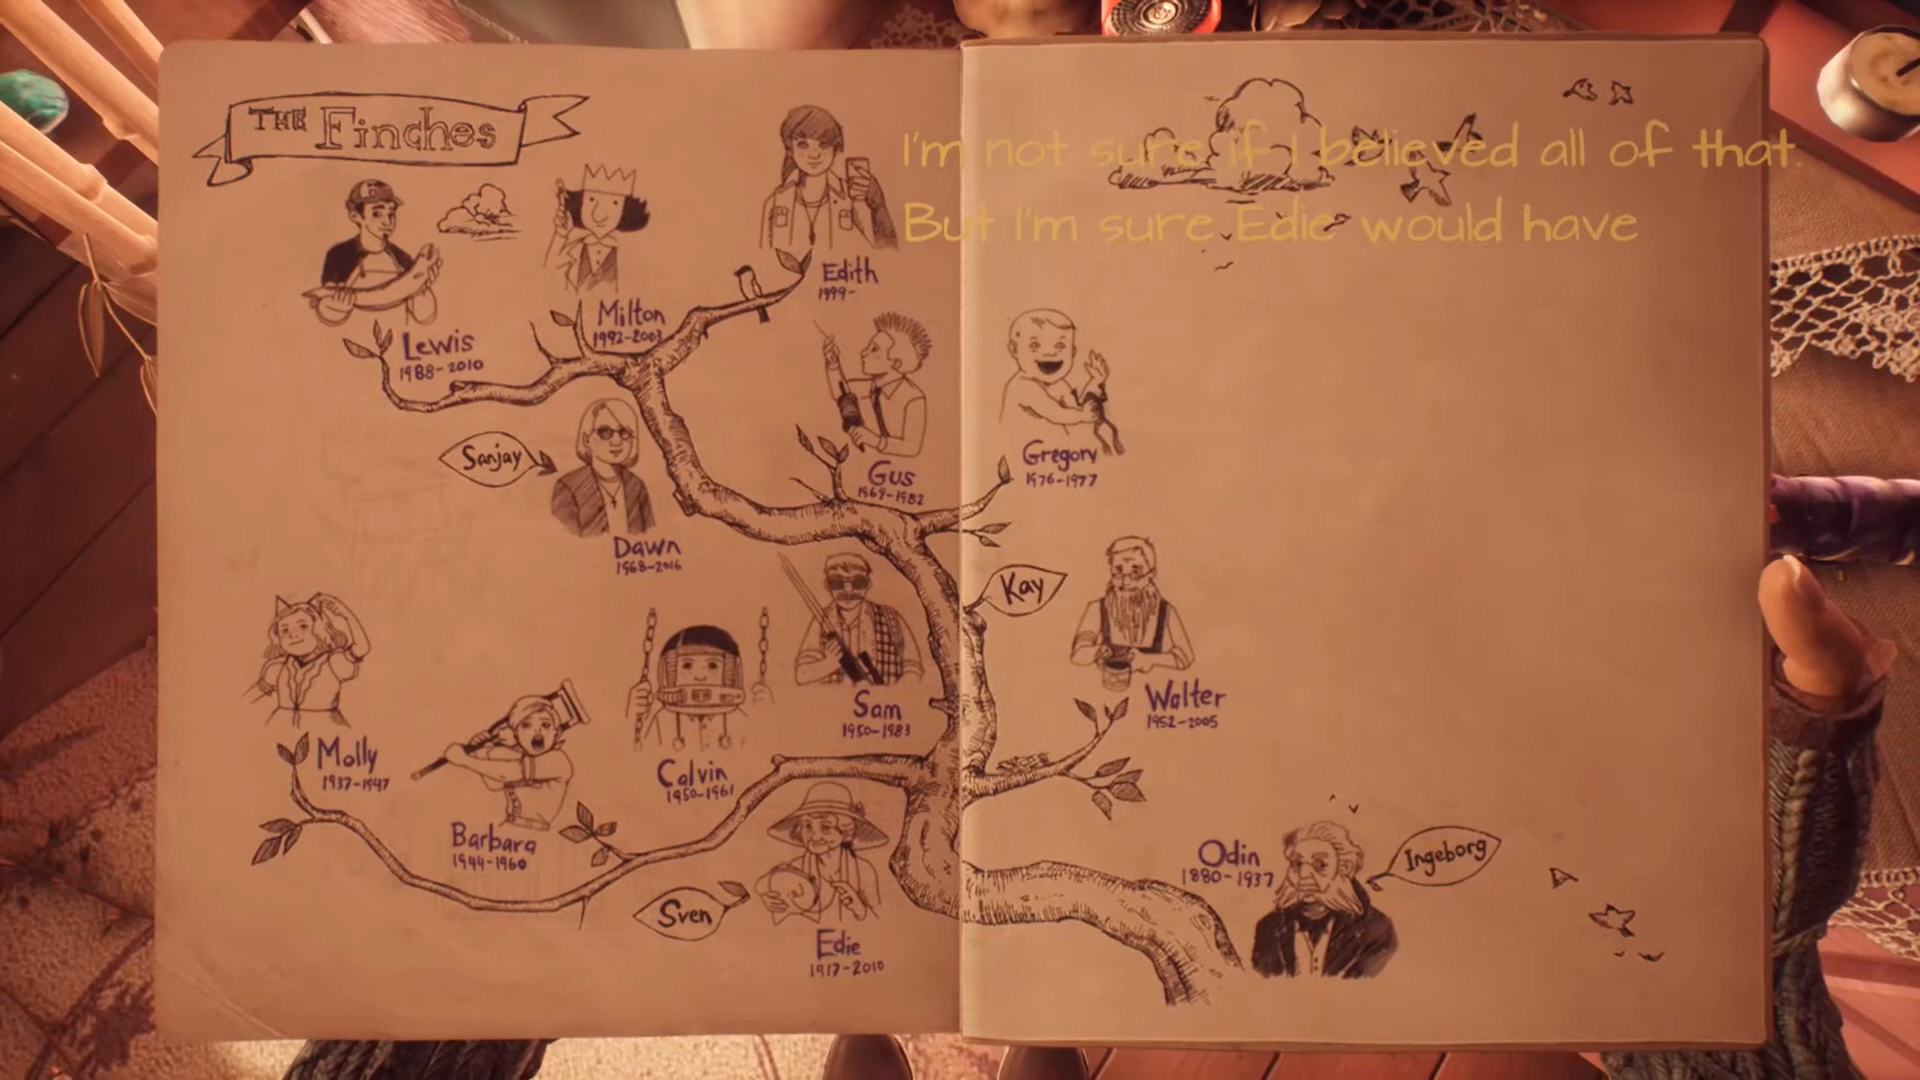 THE Finches
I'm not sure if I believed all of that.
But I'm sure Edie would have
Edith
1999-
Milton
1992-2003
Lewis
1988-2010
Gregory
1976-1977
Gus
1969-1982
Sanjay
Dawn
1968-2016
Kay
Walter
1952-2005
Sam
1950-1983
Calvin
1950-1961
Molly
1937-1947
Barbara
1944-1960
Odin
1880-1937
Ingeborg
Sven
Edie
1917-2010